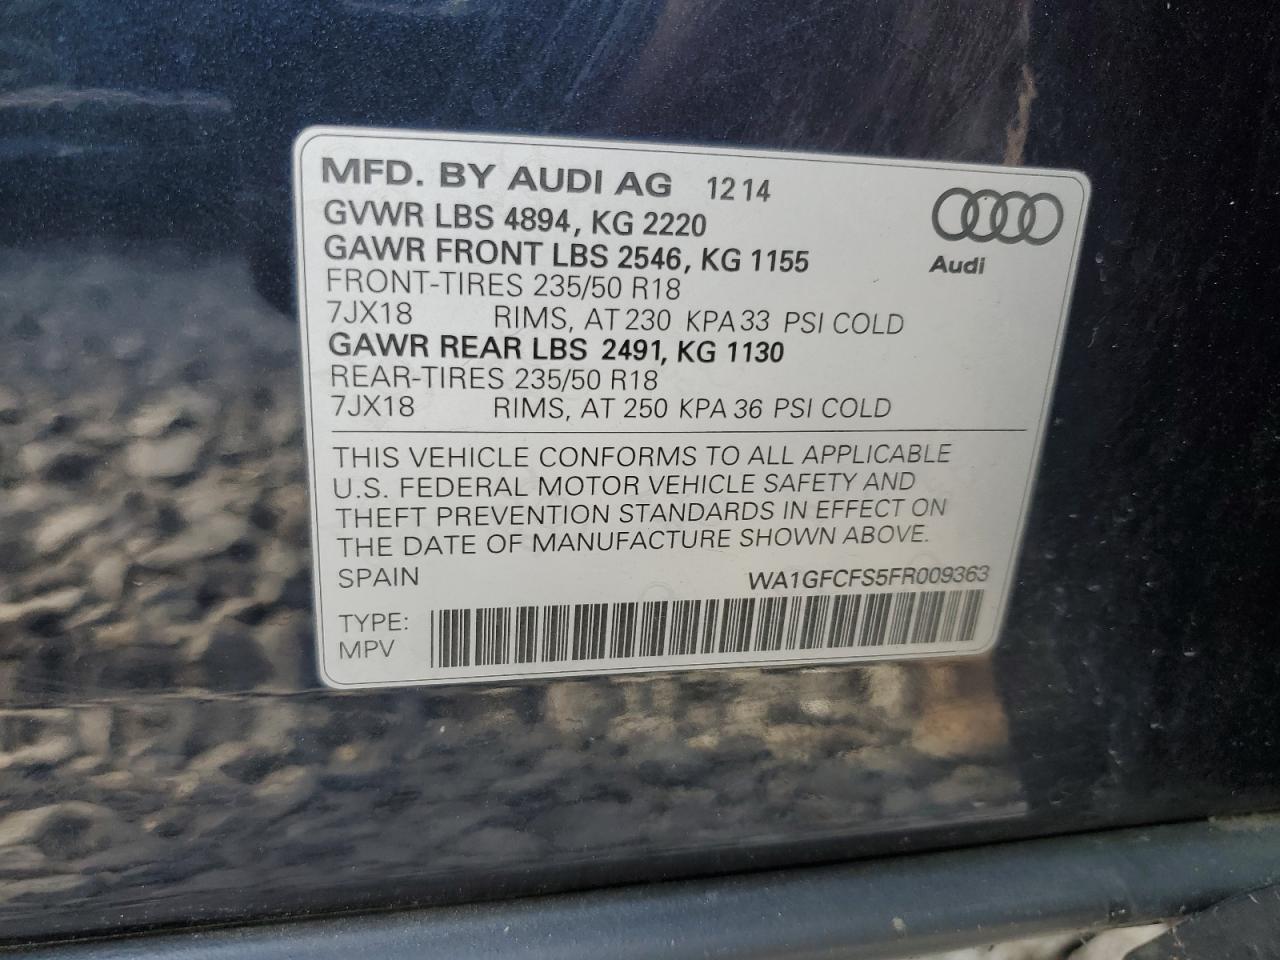 MFD. BY AUDI AG 12 14
GVWR LBS 4894, KG 2220
GAWR FRONT LBS 2546, KG 1155
FRONT-TIRES 235/50 R18
7JX18 RIMS, AT 230 KPA 33 PSI COLD
GAWR REAR LBS 2491, KG 1130
REAR-TIRES 235/50 R18
7JX18 RIMS, AT 250 KPA 36 PSI COLD
Audi
THIS VEHICLE CONFORMS TO ALL APPLICABLE
U.S. FEDERAL MOTOR VEHICLE SAFETY AND
THEFT PREVENTION STANDARDS IN EFFECT ON
THE DATE OF MANUFACTURE SHOWN ABOVE.
SPAIN WA1GFCFS5FR009363
TYPE:
MPV